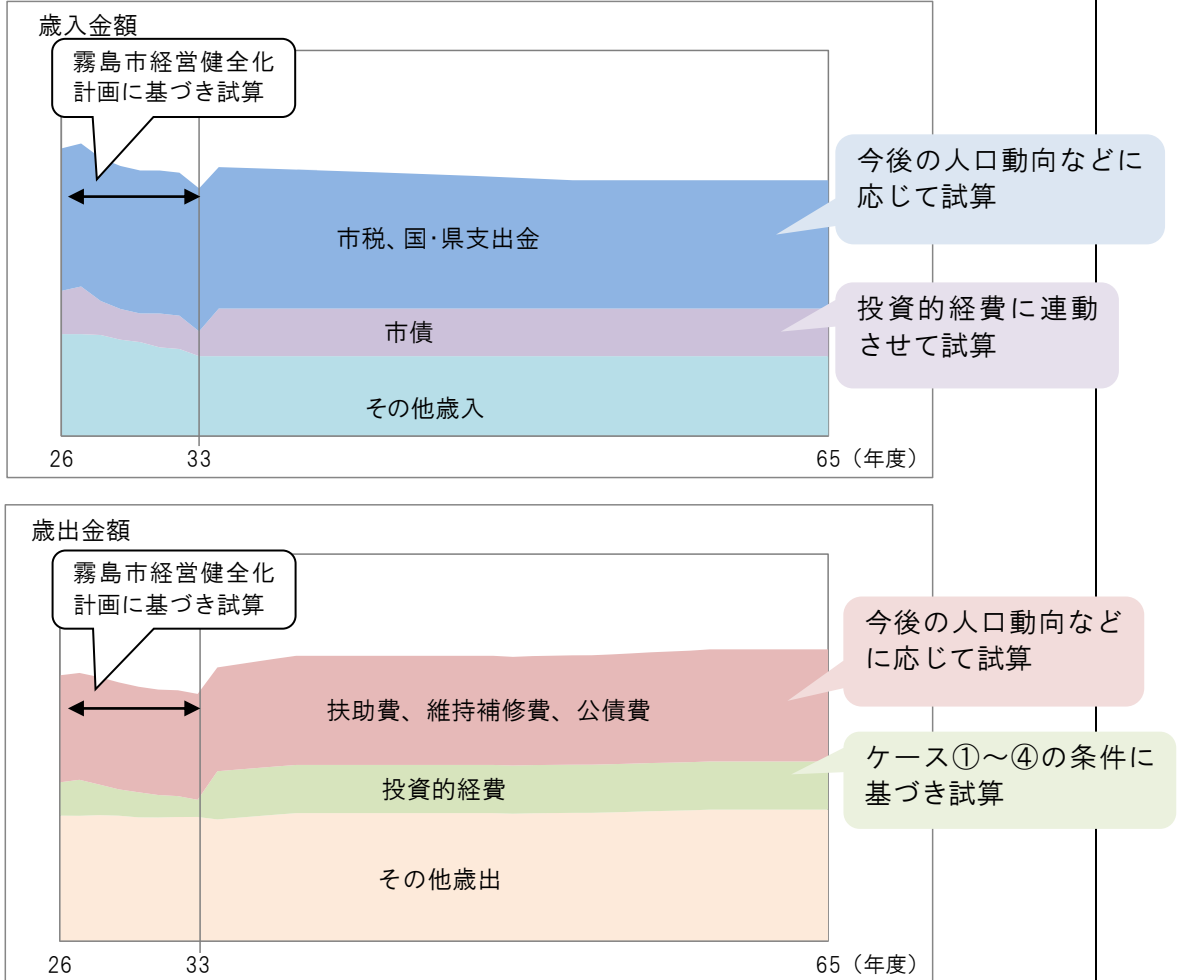 歳入金額
霧島市経営健全化
計画に基づき試算
今後の人口動向などに
応じて試算
市税、国･県支出金
投資的経費に連動
させて試算
市債
その他歳入
26 33 65（年度）
歳出金額
霧島市経営健全化
計画に基づき試算
今後の人口動向など
に応じて試算
扶助費、維持補修費、公債費
ケース①～④の条件に
基づき試算
投資的経費
その他歳出
26 33 65（年度）